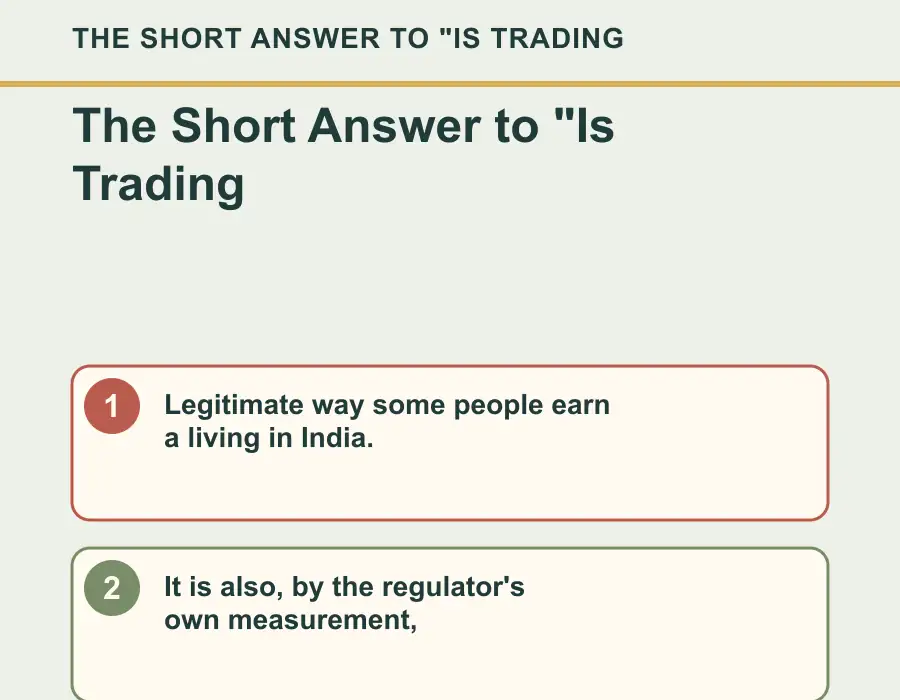 THE SHORT ANSWER TO "IS TRADING
The Short Answer to "Is
Trading
1
Legitimate way some people earn
a living in India.
2
It is also, by the regulator's
own measurement,